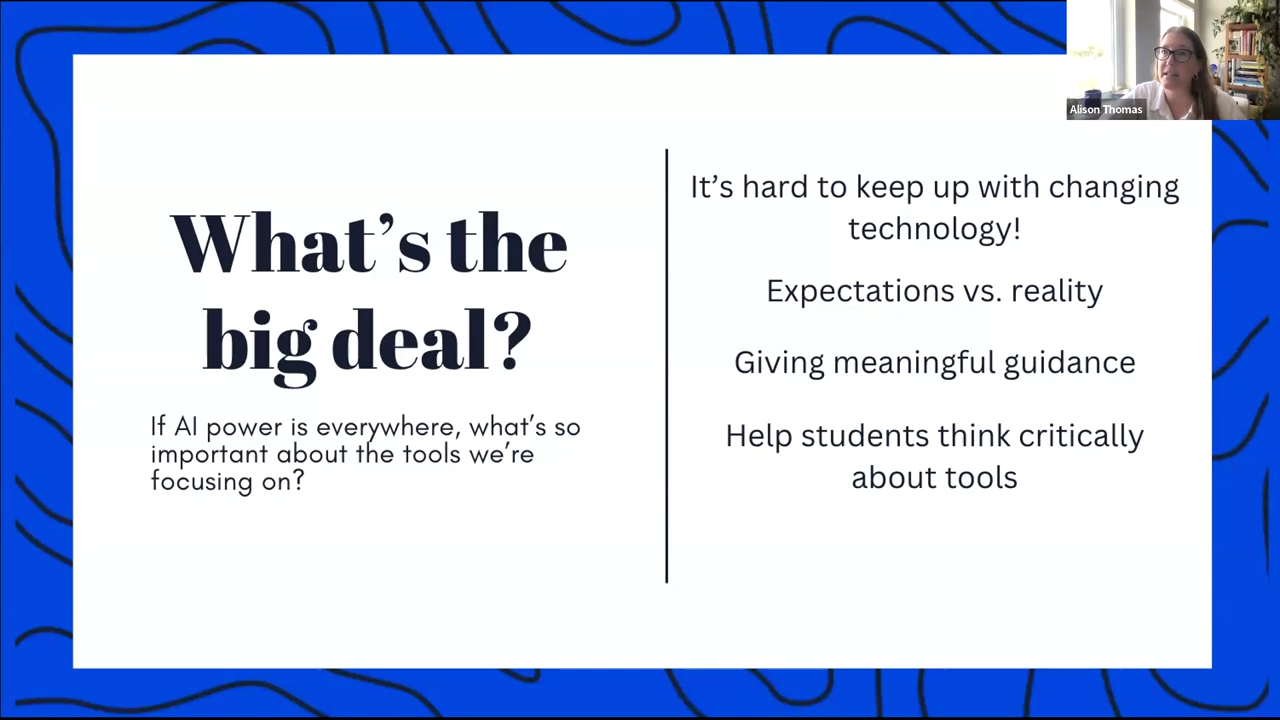 What’s the
big deal?
If AI power is everywhere, what’s so
important about the tools we’re
focusing on?
It’s hard to keep up with changing
technology!
Expectations vs. reality
Giving meaningful guidance
Help students think critically
about tools
Alison Thomas